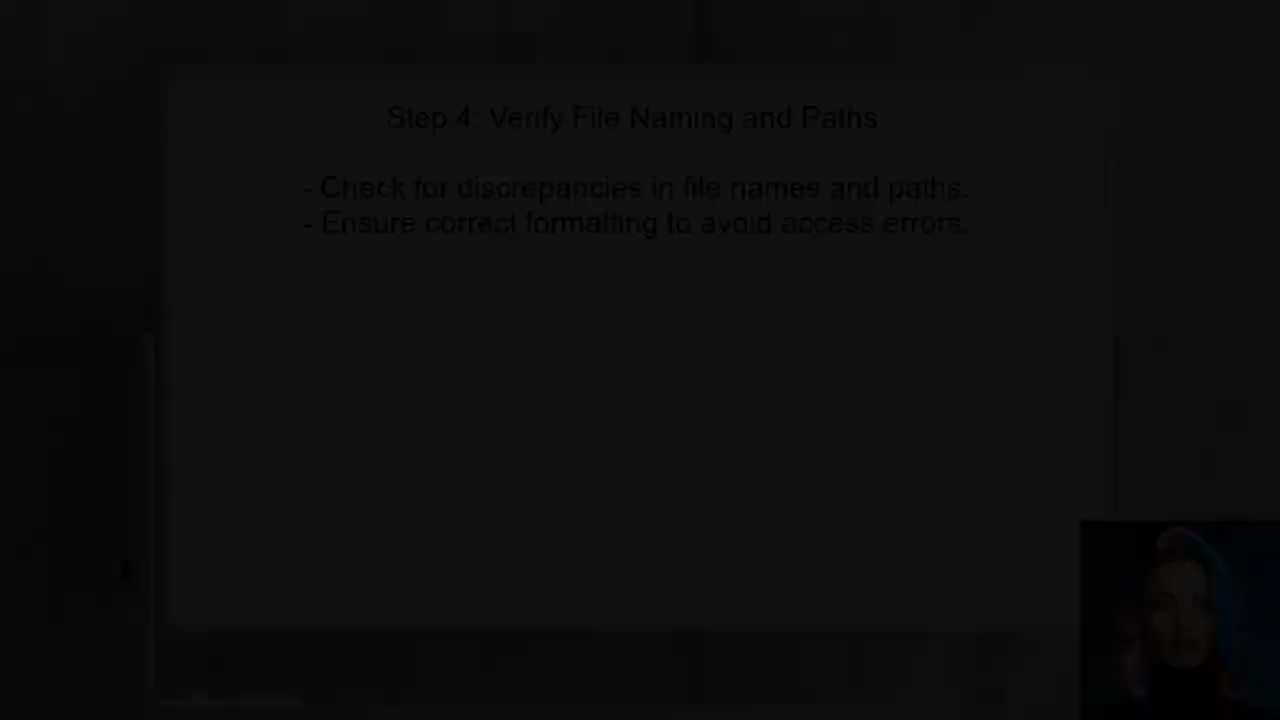 Step 4: Verify File Naming and Paths
- Check for discrepancies in file names and paths.
- Ensure correct formatting to avoid access errors.